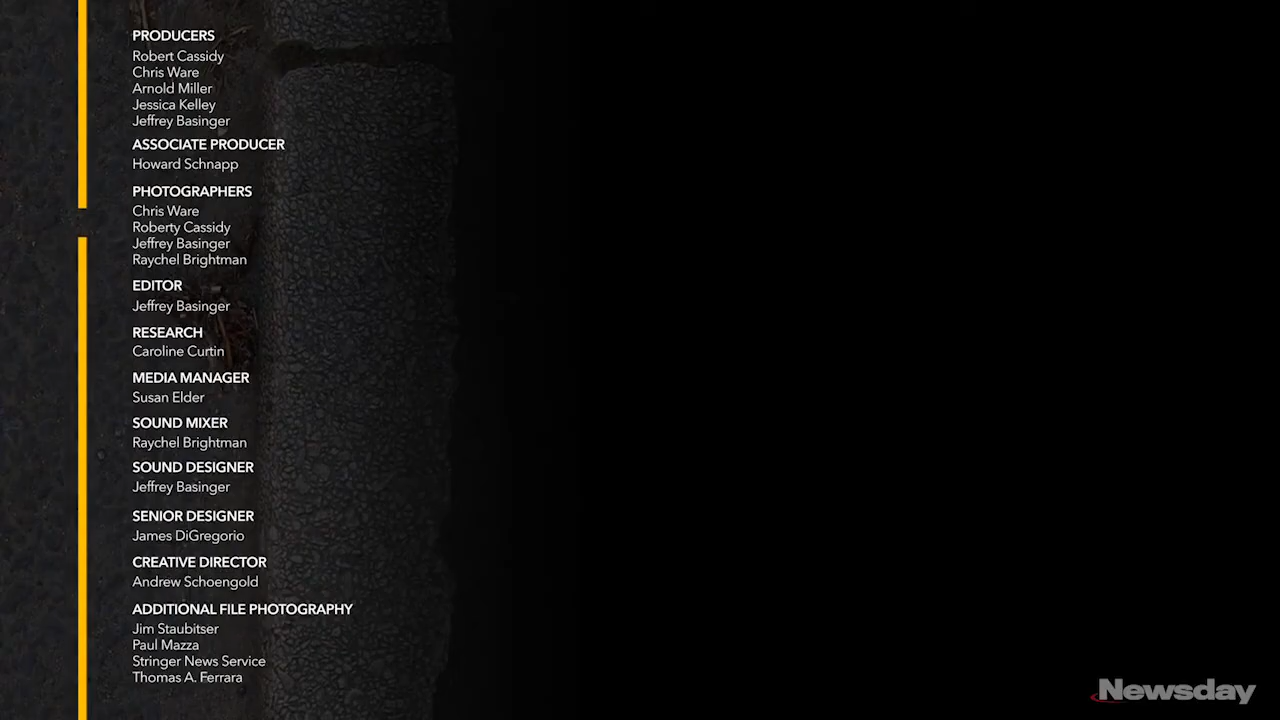 PRODUCERS
Robert Cassidy
Chris Ware
Arnold Miller
Jessica Kelley
Jeffrey Basinger
ASSOCIATE PRODUCER
Howard Schnapp
PHOTOGRAPHERS
Chris Ware
Roberty Cassidy
Jeffrey Basinger
Raychel Brightman
EDITOR
Jeffrey Basinger
RESEARCH
Caroline Curtin
MEDIA MANAGER
Susan Elder
SOUND MIXER
Raychel Brightman
SOUND DESIGNER
Jeffrey Basinger
SENIOR DESIGNER
James DiGregorio
CREATIVE DIRECTOR
Andrew Schoengold
ADDITIONAL FILE PHOTOGRAPHY
Jim Staubitser
Paul Mazza
Stringer News Service
Thomas A. Ferrara
Newsday